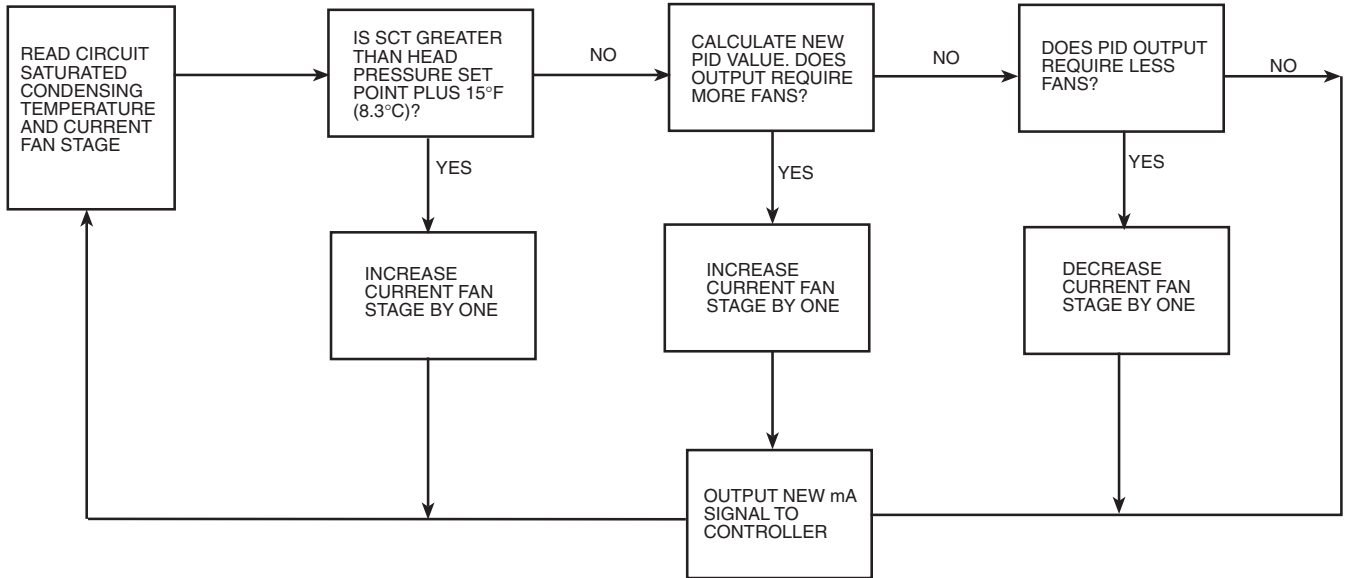 READ CIRCUIT
SATURATED
CONDENSING
TEMPERATURE
AND CURRENT
FAN STAGE
IS SCT GREATER
THAN HEAD
PRESSURE SET
POINT PLUS 15°F
(8.3°C)?
NO
CALCULATE NEW
PID VALUE. DOES
OUTPUT REQUIRE
MORE FANS?
NO
DOES PID OUTPUT
REQUIRE LESS
FANS?
NO
YES
YES
YES
INCREASE
CURRENT FAN
STAGE BY ONE
INCREASE
CURRENT FAN
STAGE BY ONE
DECREASE
CURRENT FAN
STAGE BY ONE
OUTPUT NEW mA
SIGNAL TO
CONTROLLER